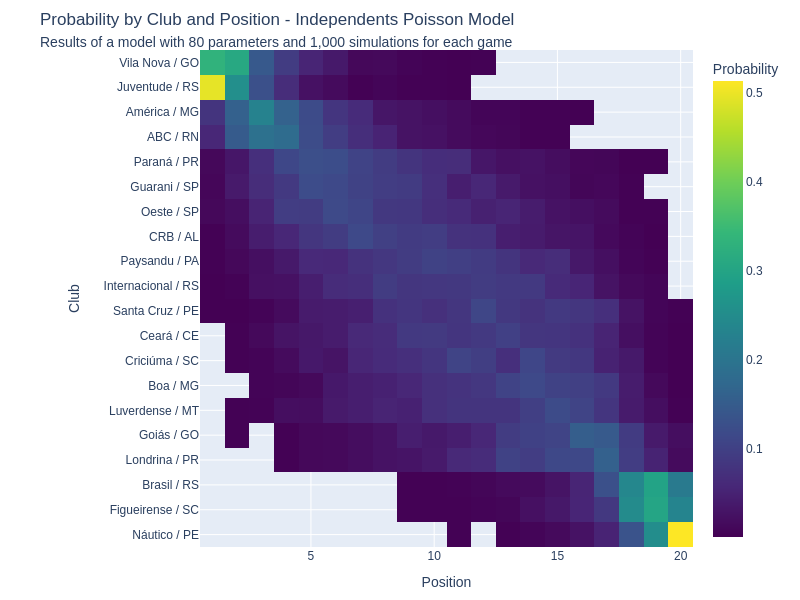 Probability by Club and Position - Independents Poisson Model
Results of a model with 80 parameters and 1,000 simulations for each game
Probability
Vila Nova / GO
Juventude / RS
América / MG
ABC / RN
Paraná / PR
Guarani / SP
Oeste / SP
CRB / AL
Paysandu / PA
Internacional / RS
Santa Cruz / PE
Ceará / CE
Criciúma / SC
Boa / MG
Luverdense / MT
Goiás / GO
Londrina / PR
Brasil / RS
Figueirense / SC
Náutico / PE
Club
5
10
15
20
Position
0.5
0.4
0.3
0.2
0.1